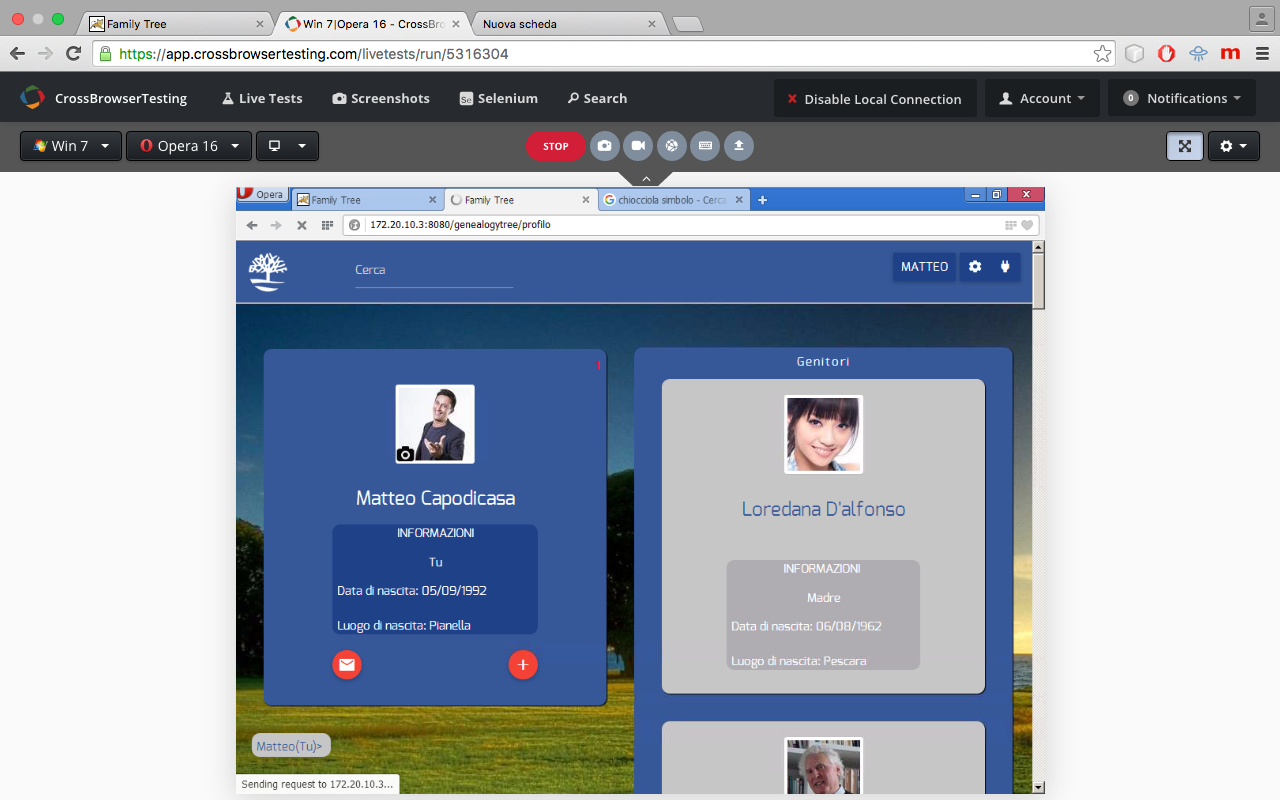 Family Tree
Win 7|Opera 16 - CrossBro
Nuova scheda
https://app.crossbrowsertesting.com/livetests/run/5316304
CrossBrowserTesting
Live Tests
Screenshots
Se Selenium
Search
Disable Local Connection
Account
0 Notifications
Win 7
Opera 16
STOP
Opera
Family Tree
Family Tree
chiocciola simbolo - Cerca
172.20.10.3:8080/genealogytree/profilo
Cerca
MATTEO
Matteo Capodicasa
INFORMAZIONI
Tu
Data di nascita: 05/09/1992
Luogo di nascita: Pianella
Matteo(Tu)>
Genitori
Loredana D'alfonso
INFORMAZIONI
Madre
Data di nascita: 06/08/1962
Luogo di nascita: Pescara
Sending request to 172.20.10.3...